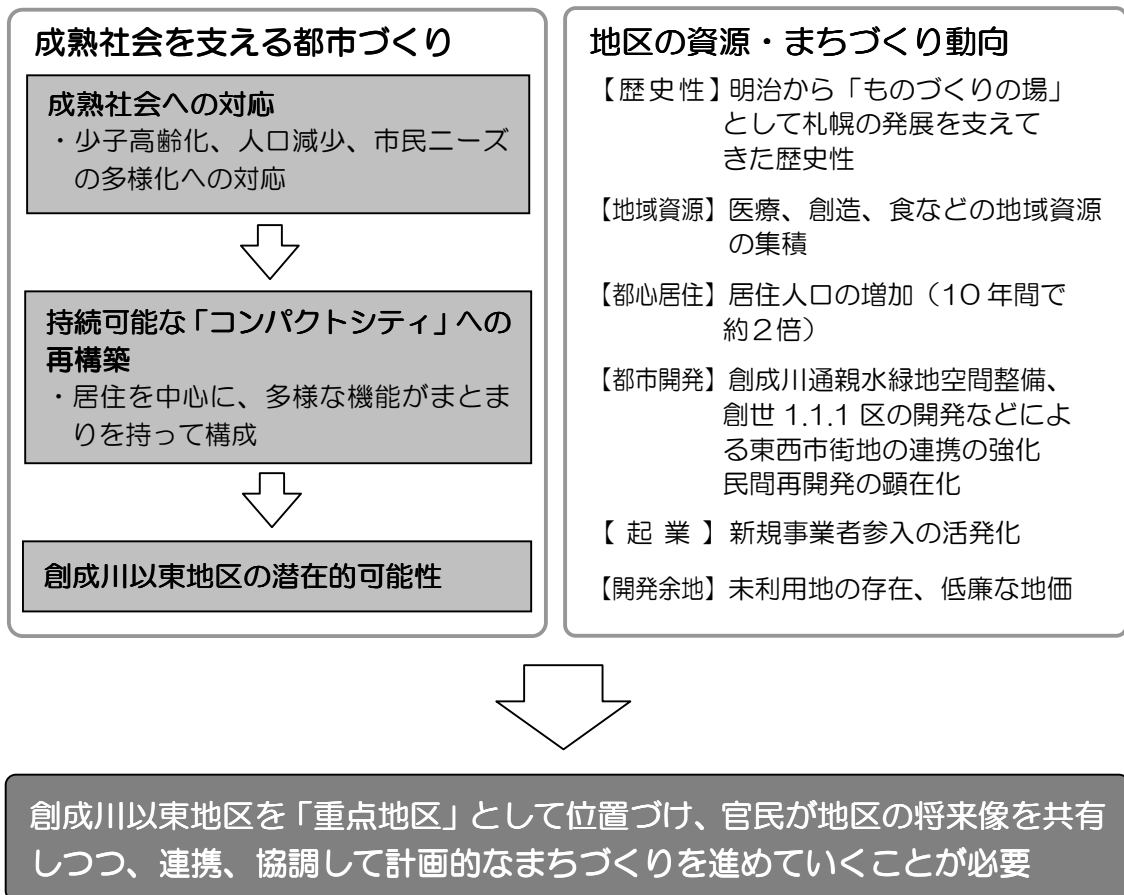 成熟社会を支える都市づくり
成熟社会への対応
・少子高齢化、人口減少、市民ニーズ
の多様化への対応
持続可能な「コンパクトシティ」への
再構築
・居住を中心に、多様な機能がまとま
りを持って構成
創成川以東地区の潜在的可能性
地区の資源・まちづくり動向
【歴史性】明治から「ものづくりの場」
として札幌の発展を支えて
きた歴史性
【地域資源】医療、創造、食などの地域資源
の集積
【都心居住】居住人口の増加（10年間で
約2倍）
【都市開発】創成川通親水緑地空間整備、
創世1.1.1区の開発などによ
る東西市街地の連携の強化
民間再開発の顕在化
【起業】新規事業者参入の活発化
【開発余地】未利用地の存在、低廉な地価
創成川以東地区を「重点地区」として位置づけ、官民が地区の将来像を共有
しつつ、連携、協調して計画的なまちづくりを進めていくことが必要